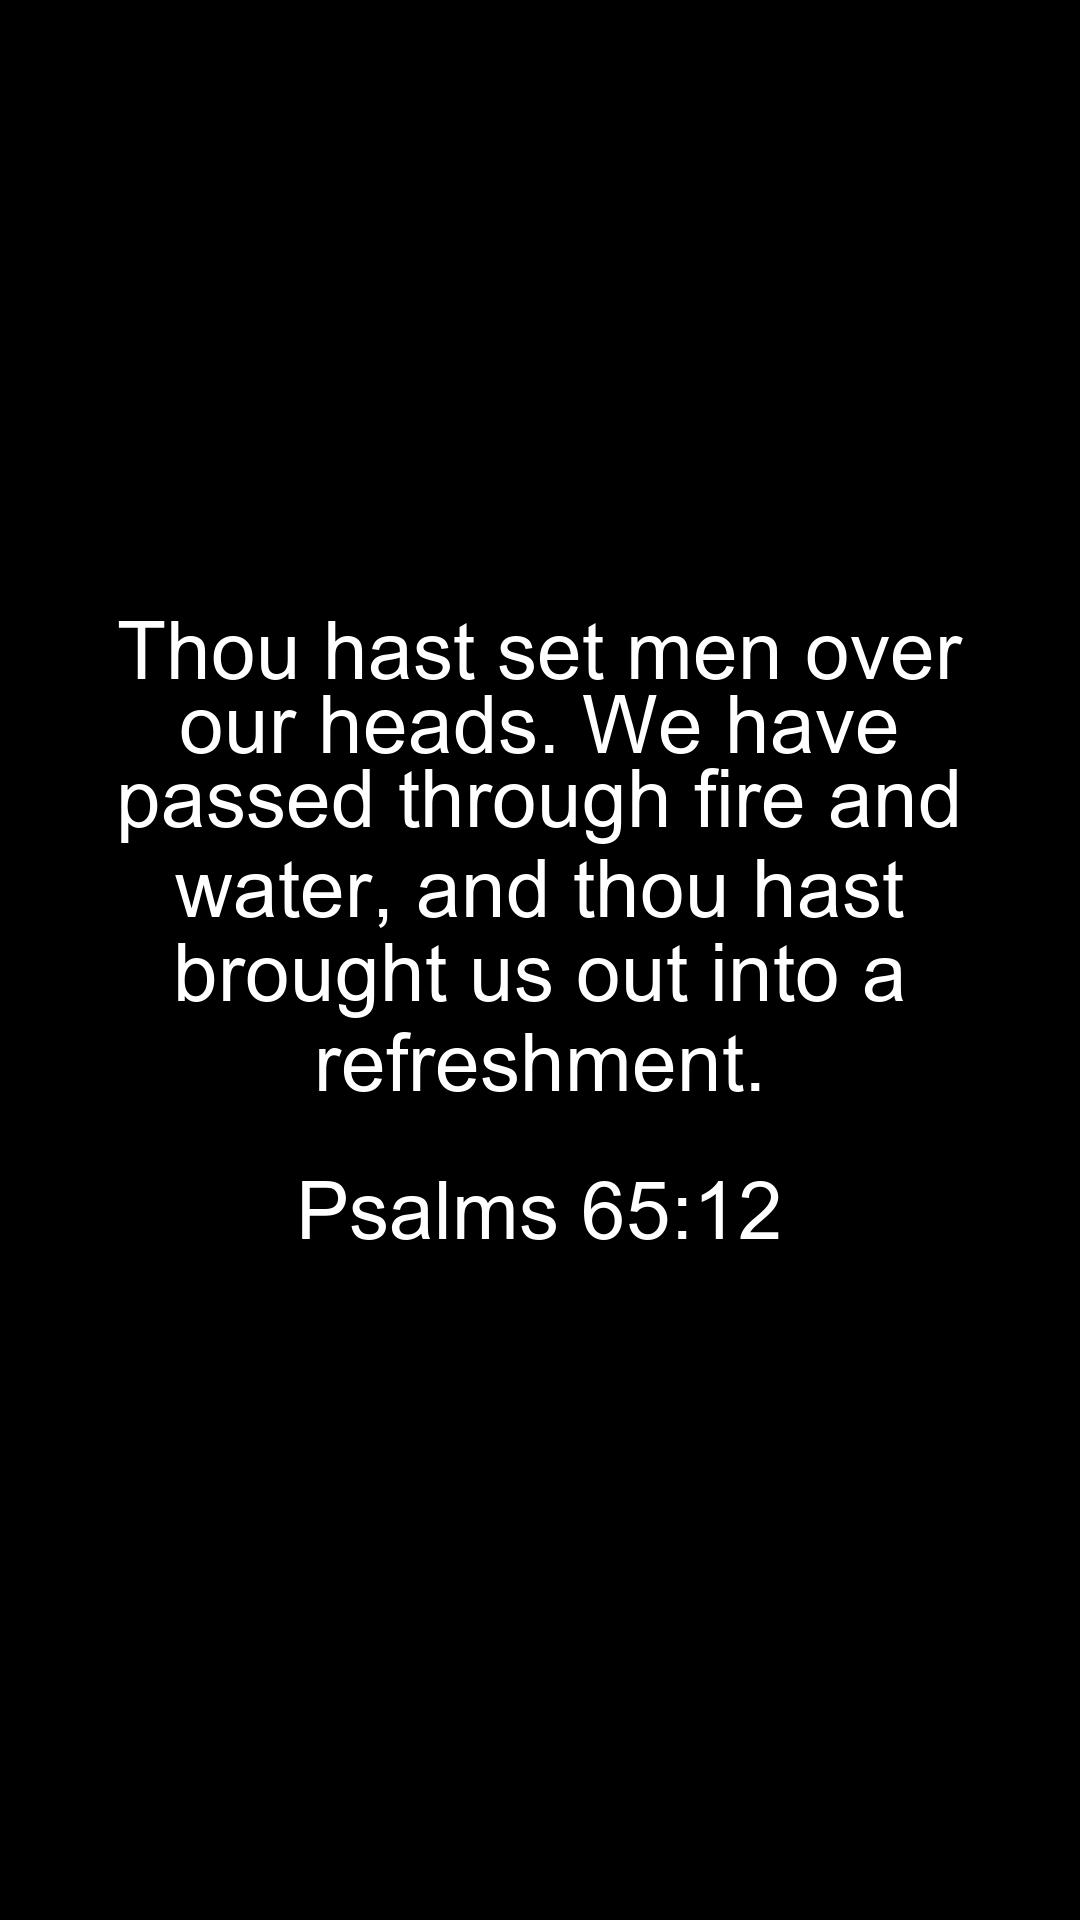 Thou hast set men over
our heads. We have
passed through fire and
water, and thou hast
brought us out into a
refreshment.
Psalms 65:12